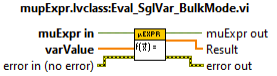 mupExpr.lvclass:Eval_SglVar_BulkMode.vi
muExpr in
muExpr out
µEXPR
varValue
f(x) =
Result
error in (no error)
error out